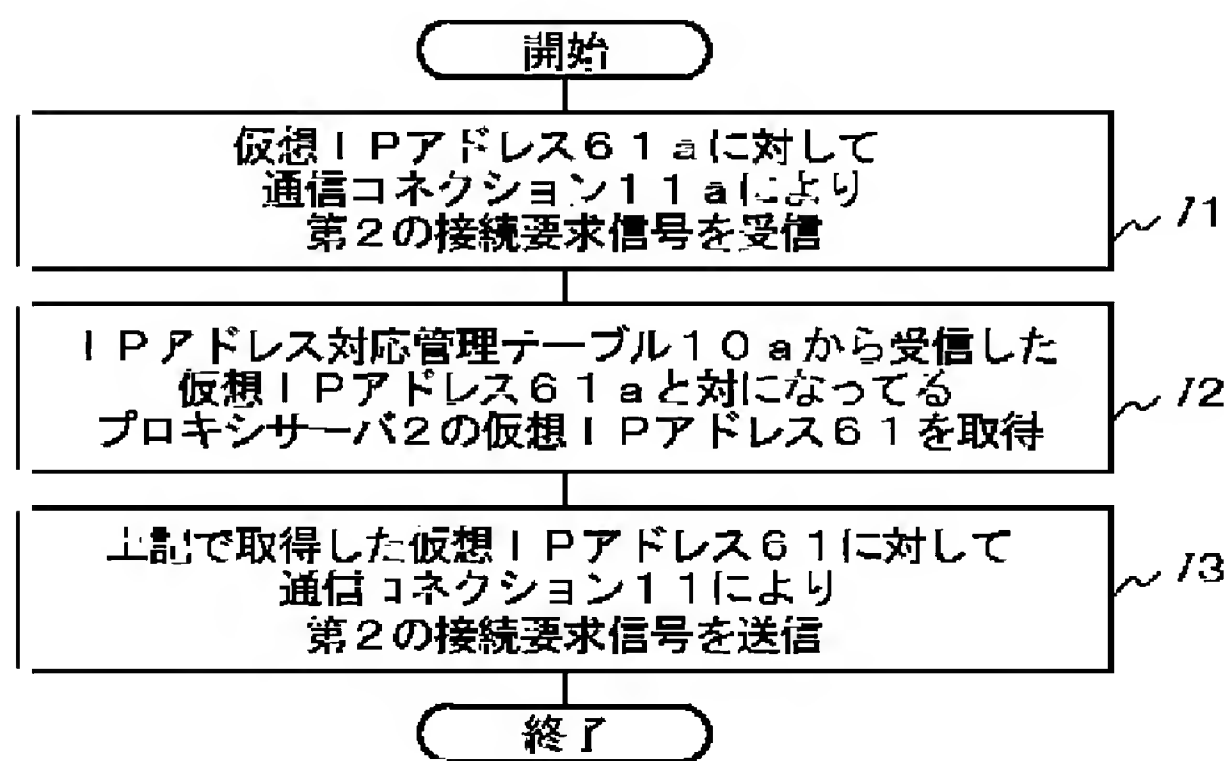 開始
仮想IPアドレス61aに対して
通信コネクション11aにより
第2の接続要求信号を受信
71
IPアドレス対応管理テーブル10aから受信した
仮想IPアドレス61aと対になってる
プロキシサーバ2の仮想IPアドレス61を取得
72
上記で取得した仮想IPアドレス61に対して
通信コネクション11により
第2の接続要求信号を送信
73
終了